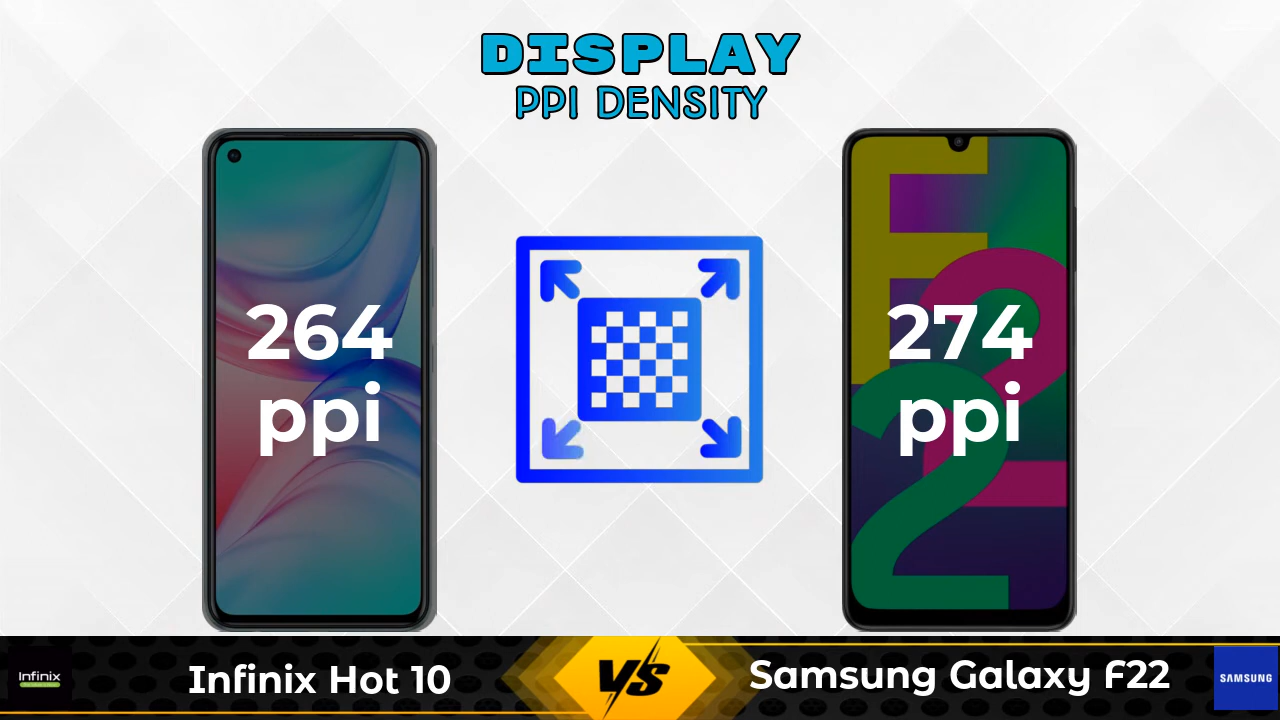 DISPLAY
PPI DENSITY
264
ppi
274
ppi
Infinix Hot 10
VS
Samsung Galaxy F22
Infinix
SAMSUNG